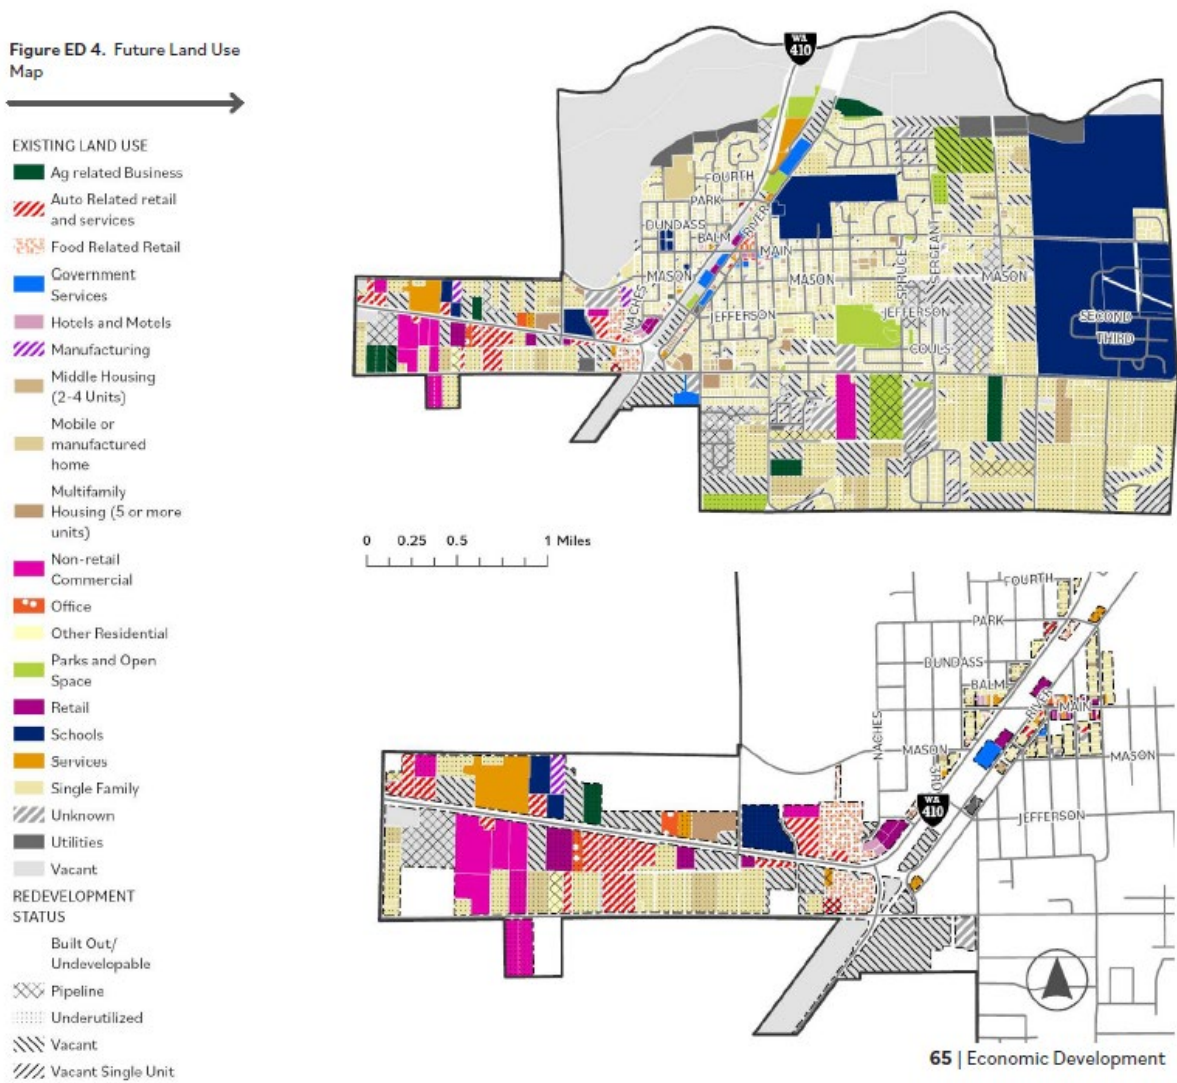 Figure ED 4. Future Land Use
Map
EXISTING LAND USE
Ag related Business
Auto Related retail
and services
Food Related Retail
Government
Services
Hotels and Motels
Manufacturing
Middle Housing
(2-4 Units)
Mobile or
manufactured
home
Multifamily
Housing (5 or more
units)
Non-retail
Commercial
Office
Other Residential
Parks and Open
Space
Retail
Schools
Services
Single Family
Unknown
Utilities
Vacant
REDEVELOPMENT
STATUS
Built Out/
Undevelopable
Pipeline
Underutilized
Vacant
Vacant Single Unit
WA
410
FOURTH
PARK
DUNDASS
BALM
RIVER
MAIN
MASON
MASON
SPRUCE
SERGEANT
MASON
NACHES
JEFFERSON
JEFFERSON
SECOND
THIRD
COULS
0 0.25 0.5 1 Miles
FOURTH
PARK
DUNDASS
BALM
RIVER
MAIN
NACHES
MASON
3RD
MASON
WA
410
JEFFERSON
65 | Economic Development